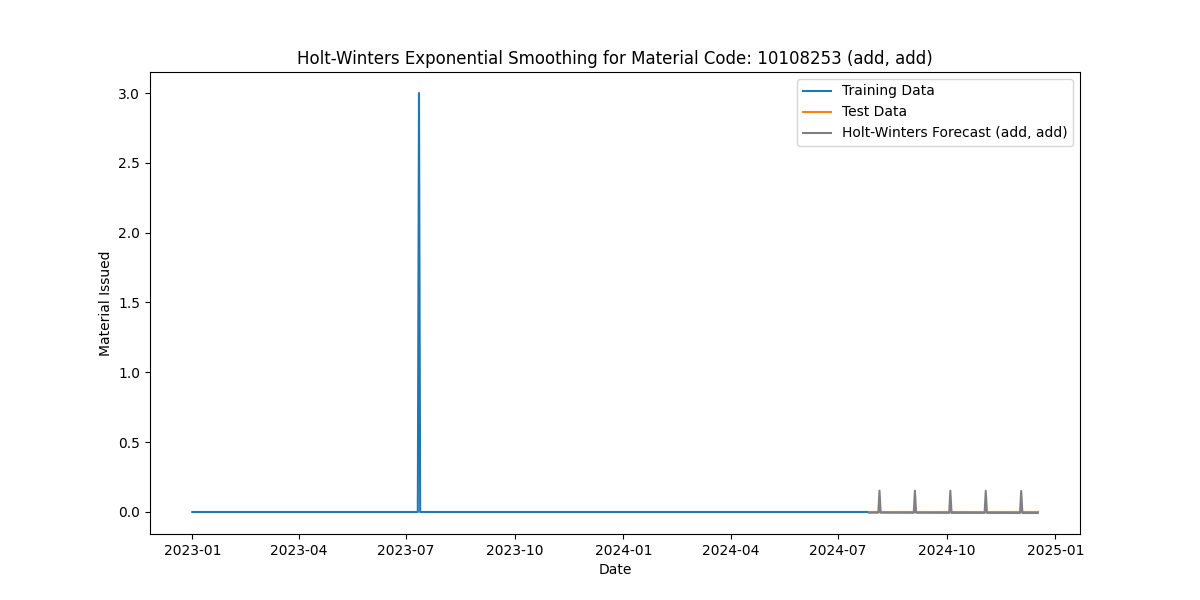 Holt-Winters Exponential Smoothing for Material Code: 10108253 (add, add)
Training Data
Test Data
Holt-Winters Forecast (add, add)
Material Issued
3.0
2.5
2.0
1.5
1.0
0.5
0.0
2023-01
2023-04
2023-07
2023-10
2024-01
2024-04
2024-07
2024-10
2025-01
Date